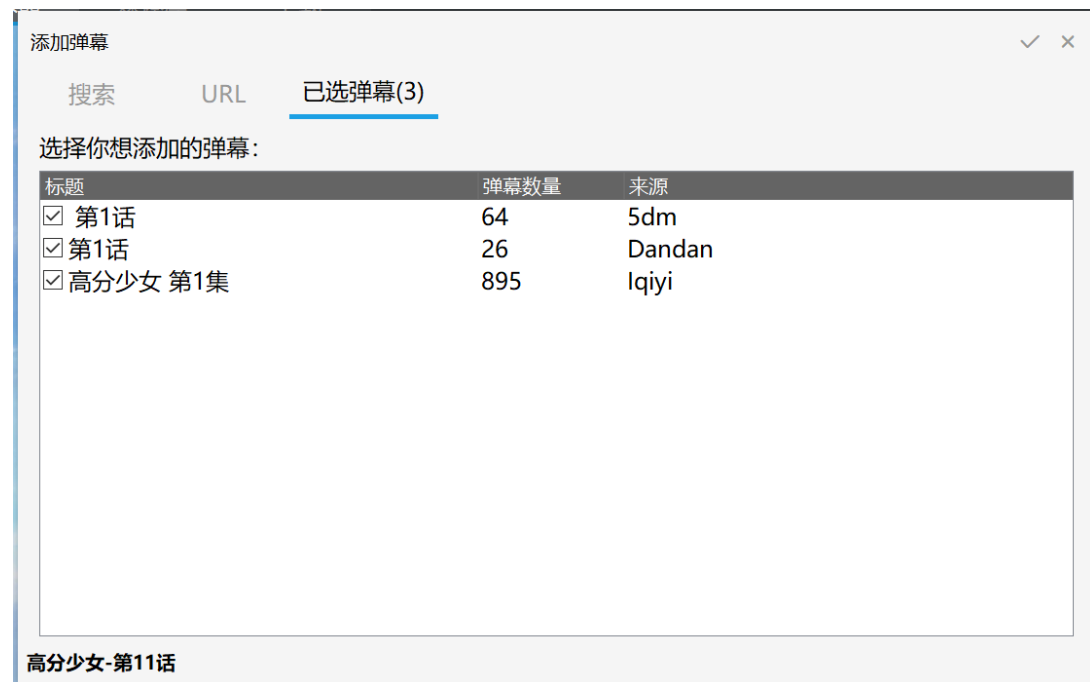 添加弹幕
搜索 URL 已选弹幕(3)
选择你想添加的弹幕:
标题 弹幕数量 来源
第1话 64 5dm
第1话 26 Dandan
高分少女 第1集 895 Iqiyi
高分少女-第11话